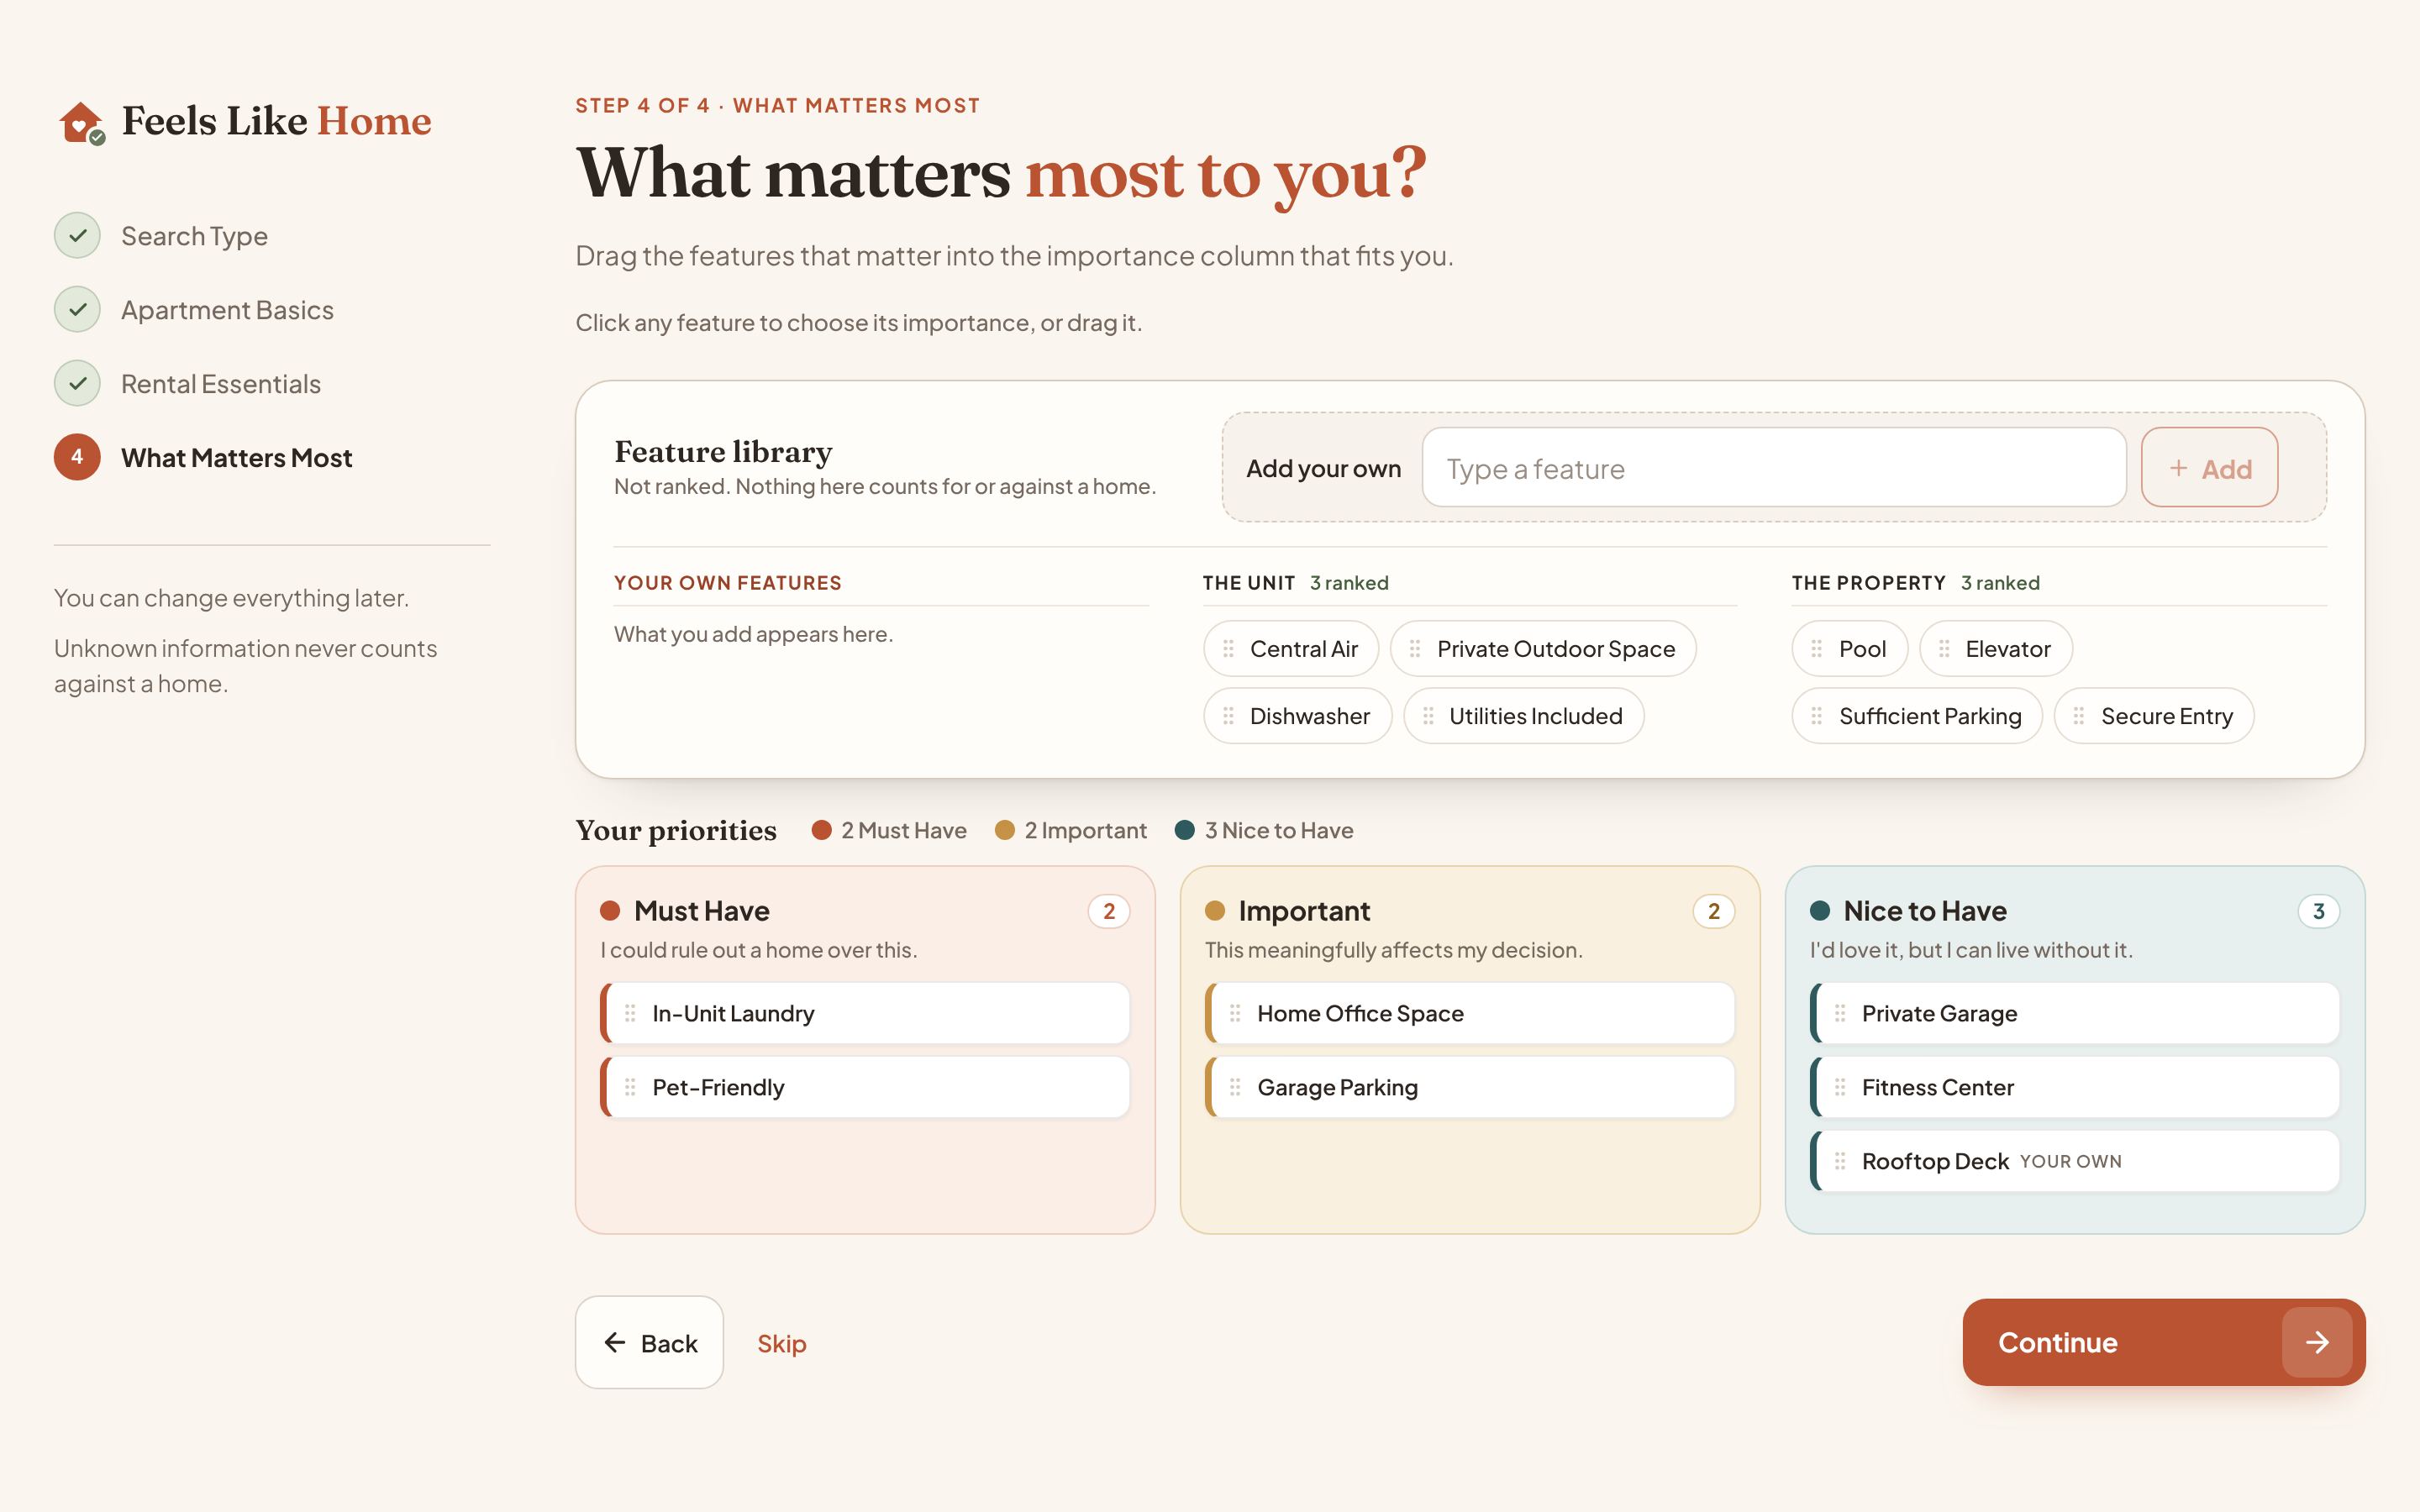 Feels Like Home
Search Type
Apartment Basics
Rental Essentials
4 What Matters Most
You can change everything later.
Unknown information never counts
against a home.
STEP 4 OF 4 · WHAT MATTERS MOST
What matters most to you?
Drag the features that matter into the importance column that fits you.
Click any feature to choose its importance, or drag it.
Feature library
Not ranked. Nothing here counts for or against a home.
Add your own
Type a feature
+ Add
YOUR OWN FEATURES
What you add appears here.
THE UNIT 3 ranked
Central Air
Private Outdoor Space
Dishwasher
Utilities Included
THE PROPERTY 3 ranked
Pool
Elevator
Sufficient Parking
Secure Entry
Your priorities
2 Must Have
2 Important
3 Nice to Have
Must Have 2
I could rule out a home over this.
In-Unit Laundry
Pet-Friendly
Important 2
This meaningfully affects my decision.
Home Office Space
Garage Parking
Nice to Have 3
I'd love it, but I can live without it.
Private Garage
Fitness Center
Rooftop Deck YOUR OWN
Back
Skip
Continue